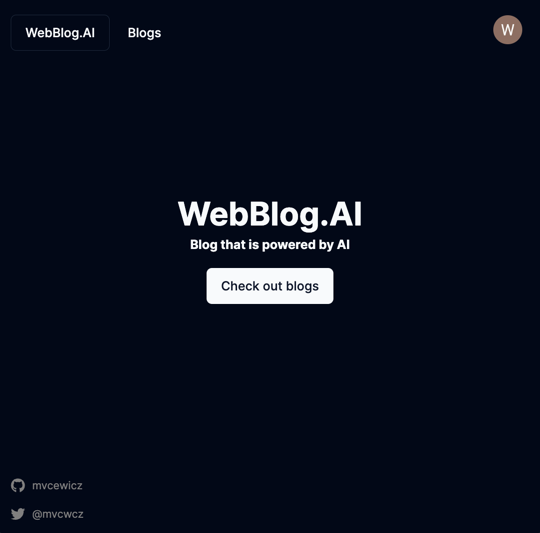 WebBlog.AI
Blogs
W
WebBlog.AI
Blog that is powered by AI
Check out blogs
mvcewicz
@mvcwcz